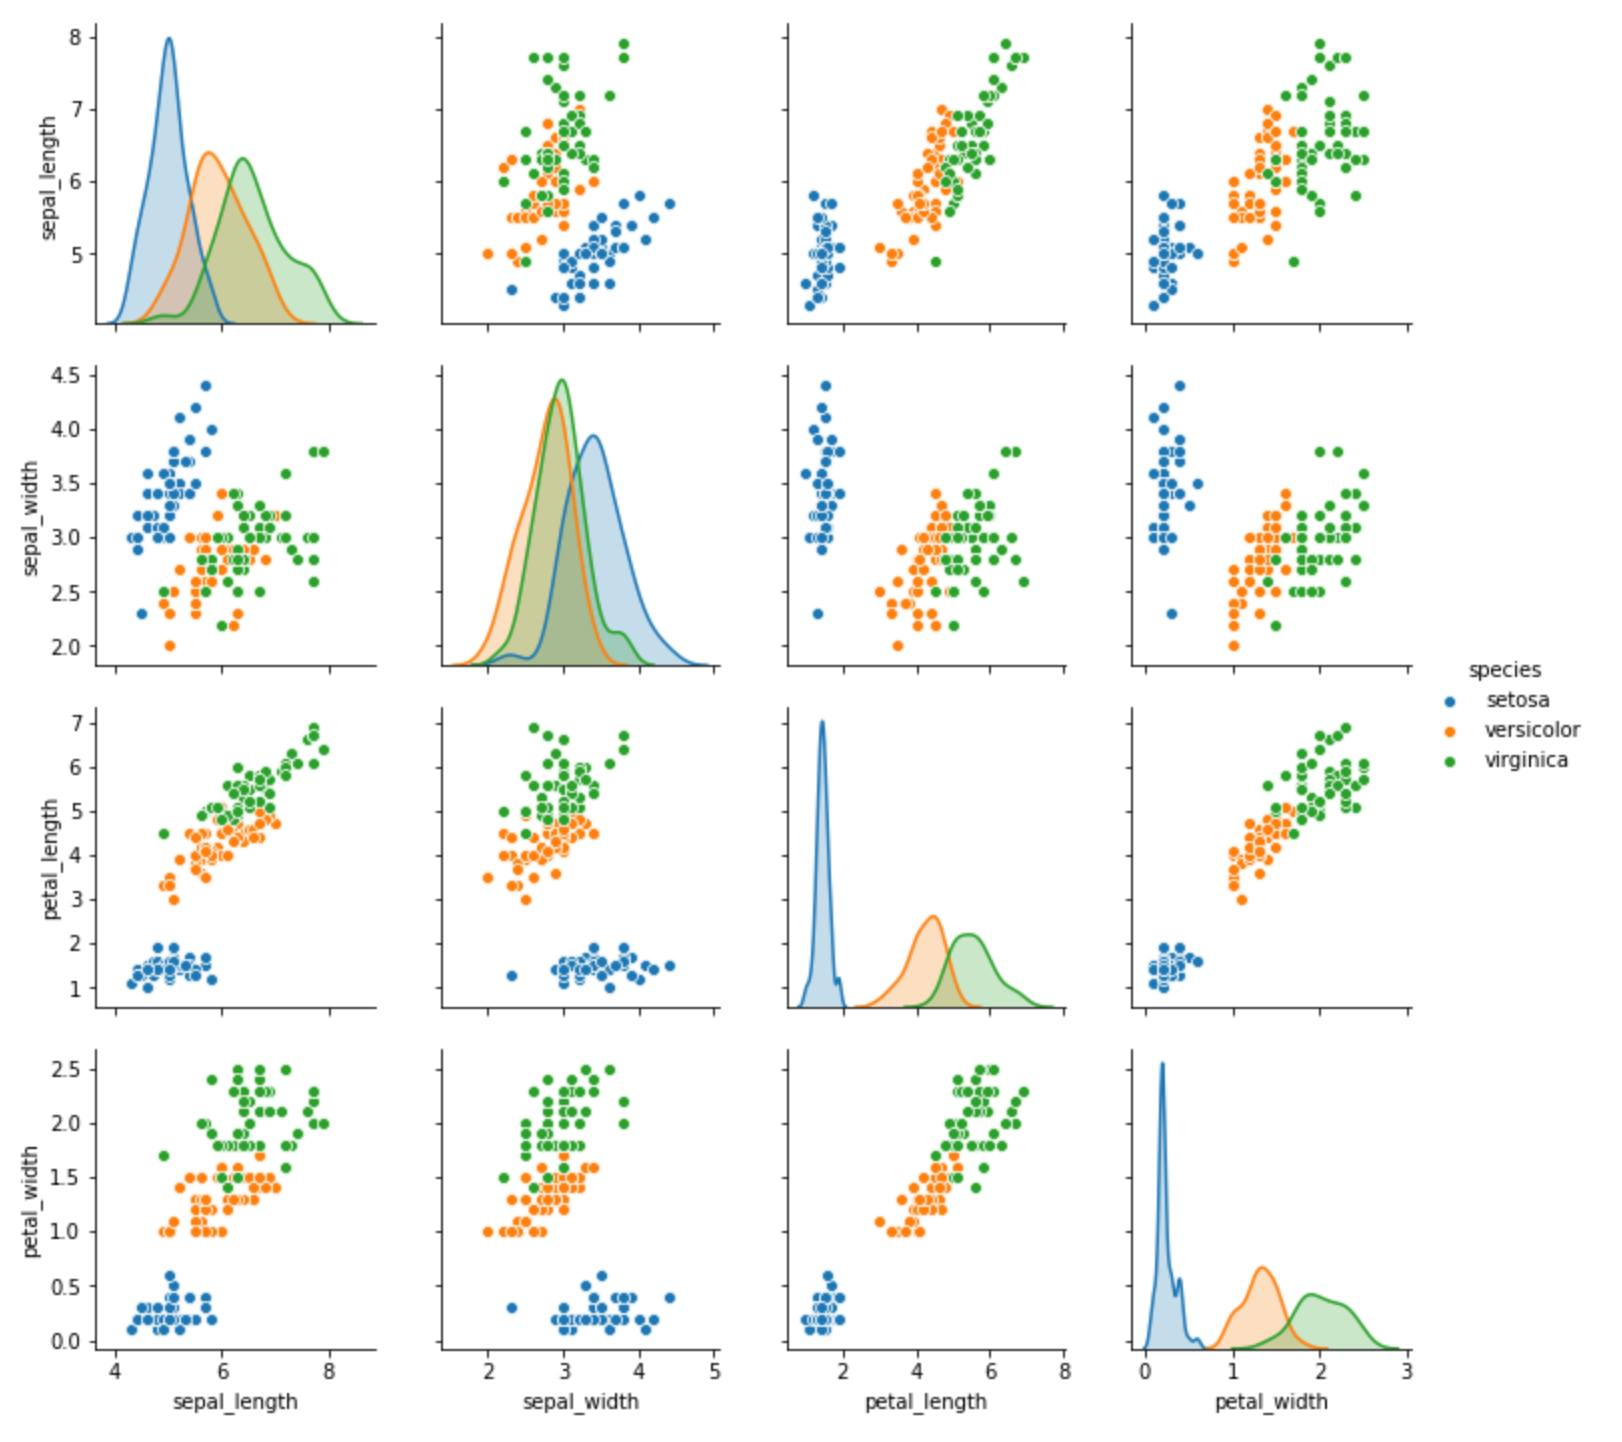 8
7
6
5
sepal_length
4 6 8
4.5
4.0
3.5
3.0
2.5
2.0
sepal_width
species
setosa
versicolor
virginica
7
6
5
4
3
2
1
petal_length
2.5
2.0
1.5
1.0
0.5
0.0
petal_width
4 6 8 2 3 4 5 2 4 6 8 0 1 2 3
sepal_length sepal_width petal_length petal_width